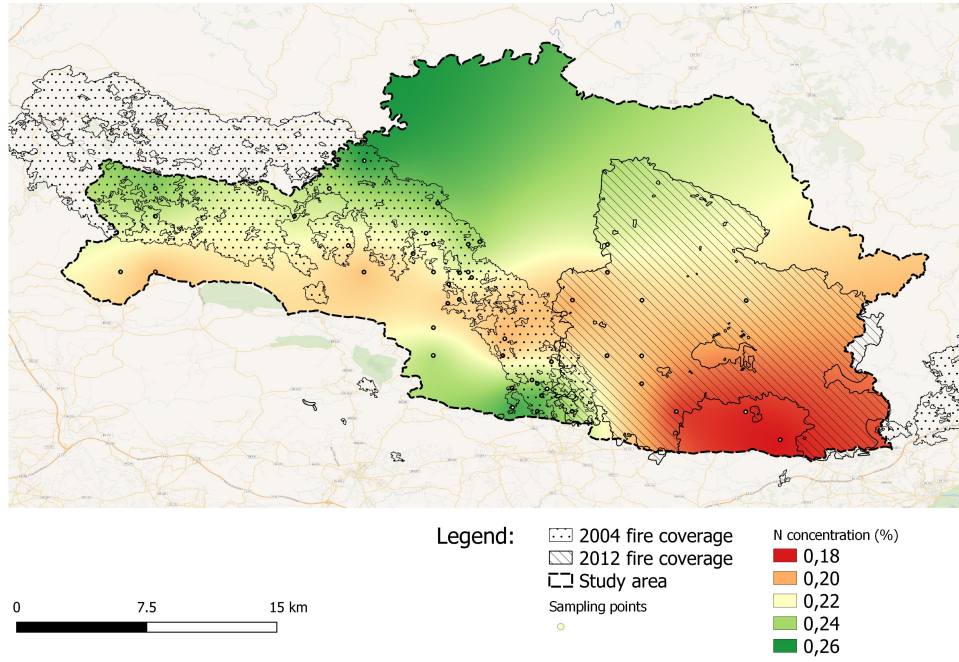 Legend:
2004 fire coverage
2012 fire coverage
Study area
Sampling points
N concentration (%)
0,18
0,20
0,22
0,24
0,26
0 7.5 15 km